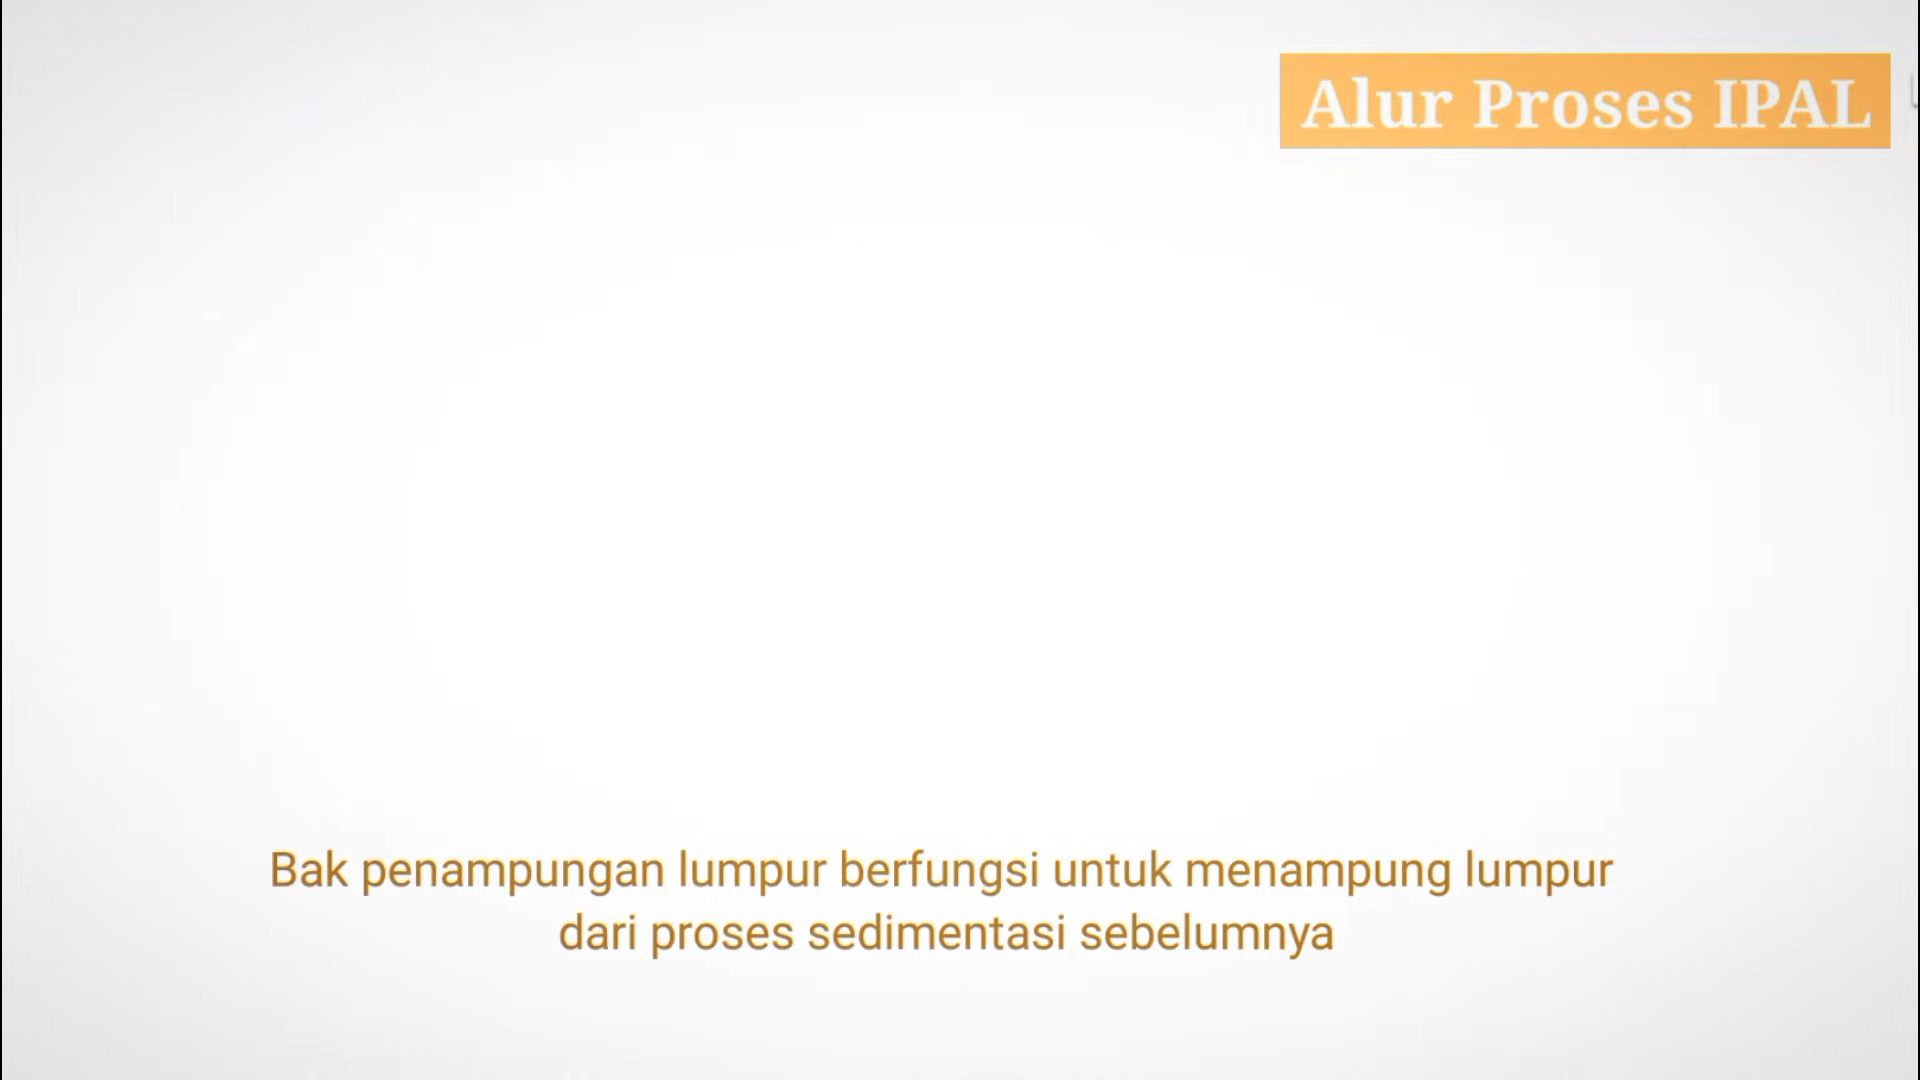 Alur Proses IPAL
Bak penampungan lumpur berfungsi untuk menampung lumpur
dari proses sedimentasi sebelumnya